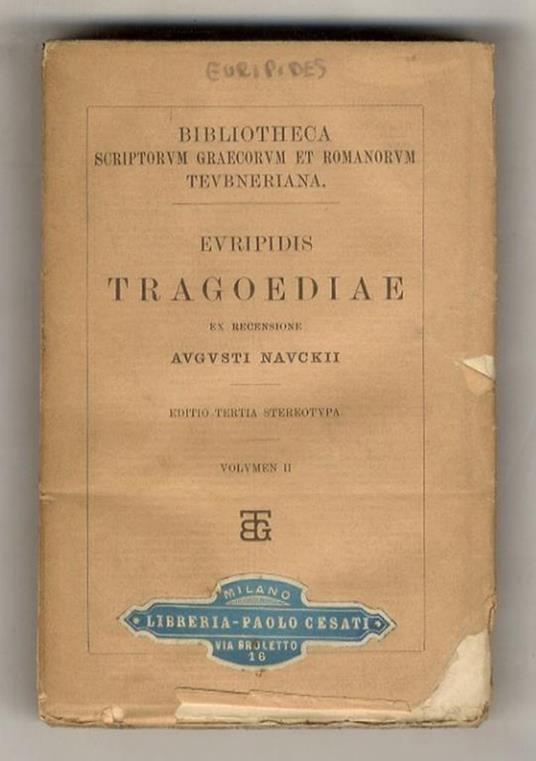 EURIPIDES
BIBLIOTHECA
SCRIPTORVM GRAECORVM ET ROMANORVM
TEVBNERIANA.
EVRIPIDIS
TRAGOEDIAE
EX RECENSIONE
AVGVSTI NAVCKII
EDITIO TERTIA STEREOTYPA
VOLVMEN II
BTG
MILANO
LIBRERIA-PAOLO CESATI
VIA BROLETTO
16